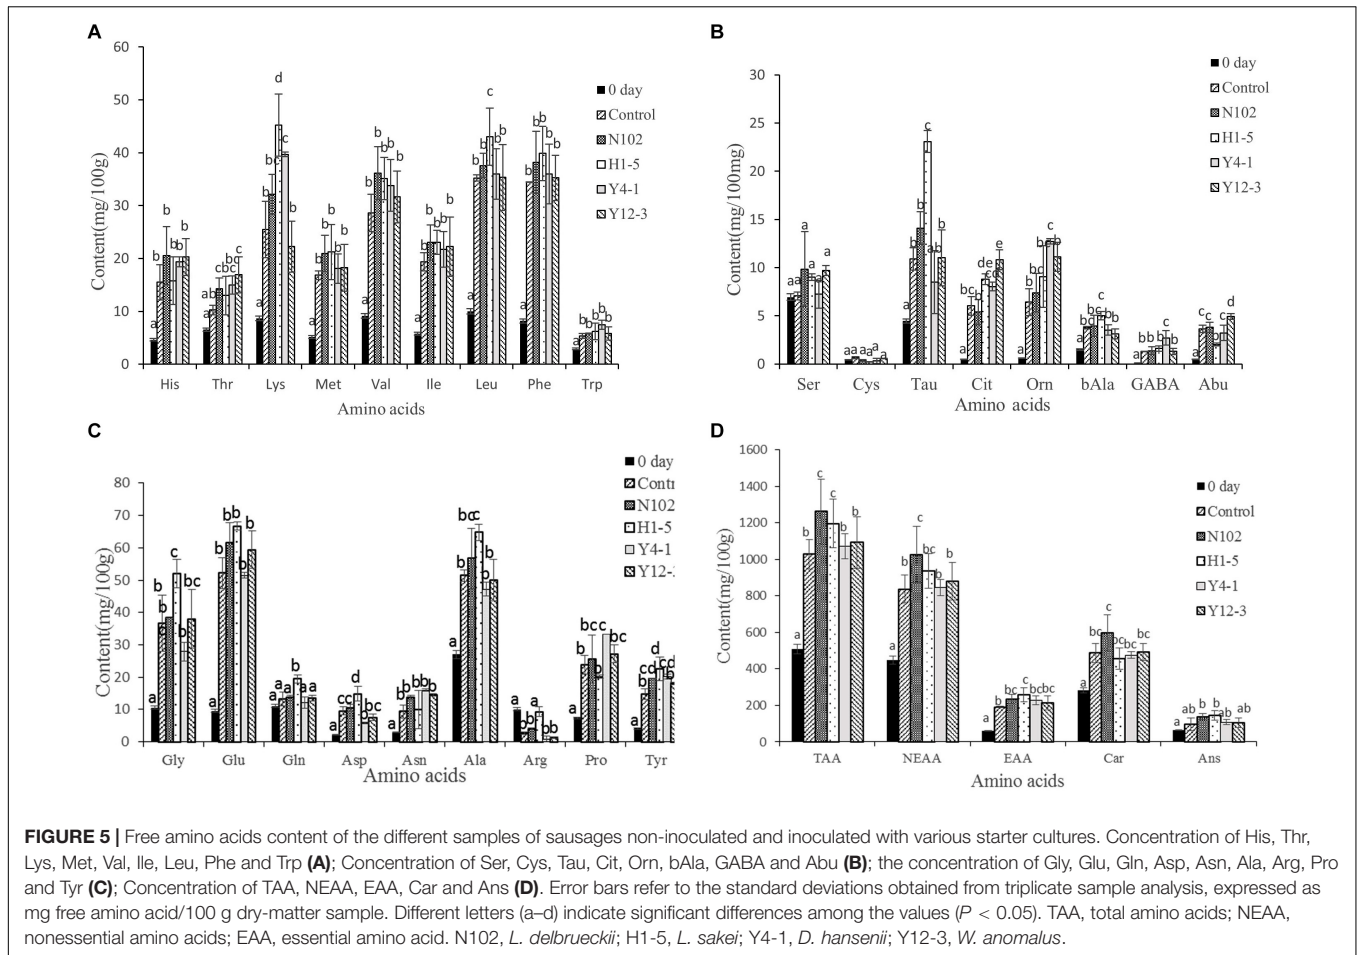 A
60
50
40
30
20
10
0
Content(mg/100g)
His Thr Lys Met Val Ile Leu Phe Trp
Amino acids
0 day
Control
N102
H1-5
Y4-1
Y12-3
B
30
25
20
15
10
5
0
Content(mg/100mg)
Ser Cys Tau Cit Orn bAla GABA Abu
Amino acids
0 day
Control
N102
H1-5
Y4-1
Y12-3
C
80
70
60
50
40
30
20
10
0
Content(mg/100g)
Gly Glu Gln Asp Asn Ala Arg Pro Tyr
Amino acids
0 day
Contr
N102
H1-5
Y4-1
Y12-
D
1600
1400
1200
1000
800
600
400
200
0
Content(mg/100g)
TAA NEAA EAA Car Ans
Amino acids
0 day
Control
N102
H1-5
Y4-1
Y12-3
FIGURE 5 | Free amino acids content of the different samples of sausages non-inoculated and inoculated with various starter cultures. Concentration of His, Thr,
Lys, Met, Val, Ile, Leu, Phe and Trp (A); Concentration of Ser, Cys, Tau, Cit, Orn, bAla, GABA and Abu (B); the concentration of Gly, Glu, Gln, Asp, Asn, Ala, Arg, Pro
and Tyr (C); Concentration of TAA, NEAA, EAA, Car and Ans (D). Error bars refer to the standard deviations obtained from triplicate sample analysis, expressed as
mg free amino acid/100 g dry-matter sample. Different letters (a–d) indicate significant differences among the values (P < 0.05). TAA, total amino acids; NEAA,
nonessential amino acids; EAA, essential amino acid. N102, L. delbrueckii; H1-5, L. sakei; Y4-1, D. hansenii; Y12-3, W. anomalus.